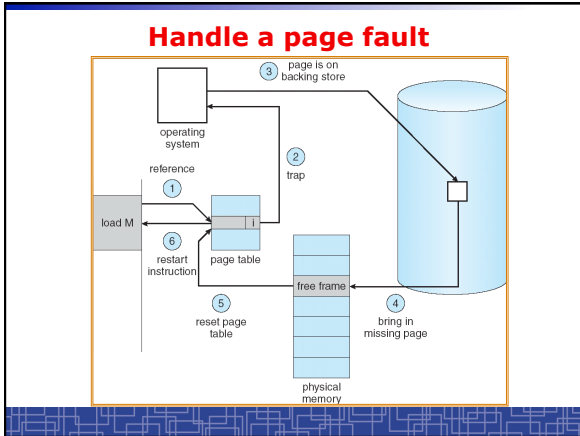 Handle a page fault
3
page is on
backing store
operating
system
reference
1
2
trap
load M
i
6
restart
instruction
page table
free frame
5
reset page
table
4
bring in
missing page
physical
memory